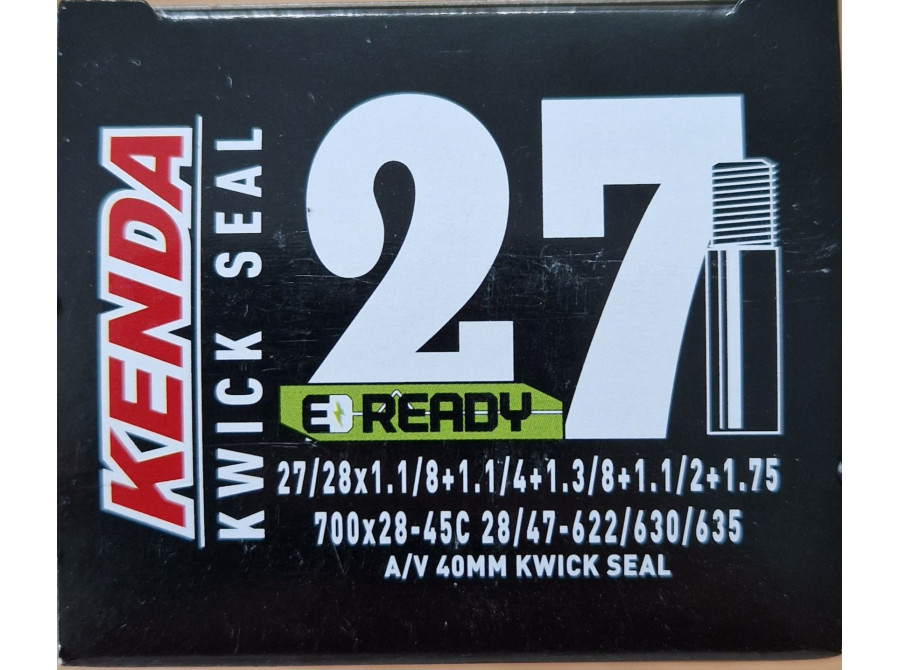 KENDA
KWICK SEAL
27
E READY
27/28x1.1/8+1.1/4+1.3/8+1.1/2+1.75
700x28-45C 28/47-622/630/635
A/V 40MM KWICK SEAL